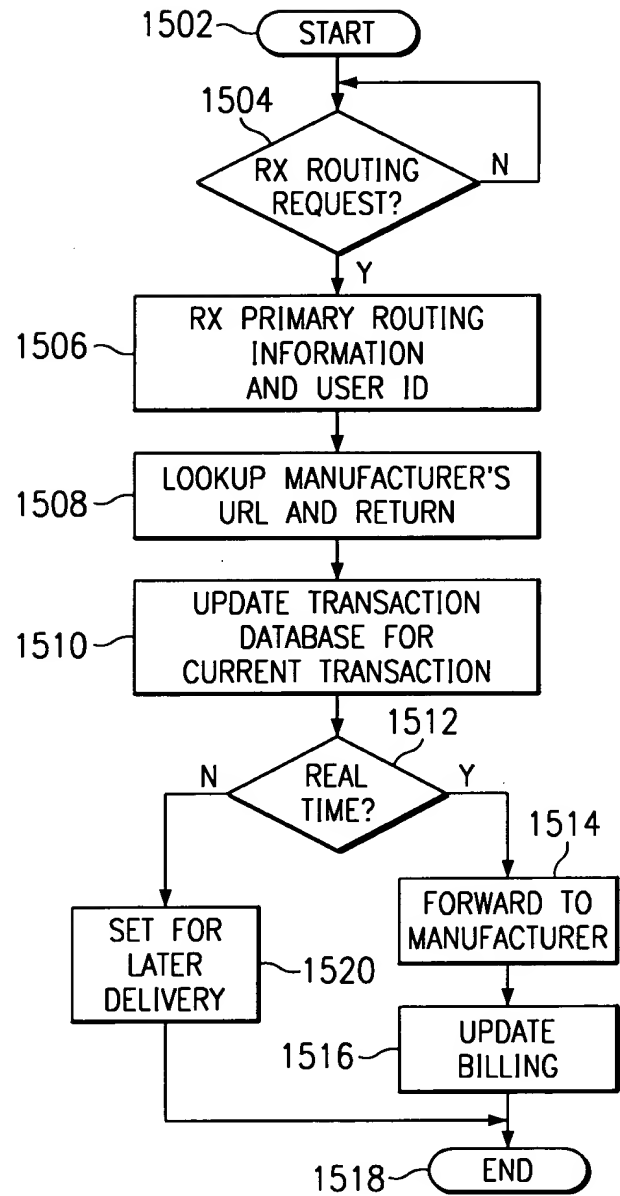 1502
START
1504
RX ROUTING
REQUEST?
N
Y
1506
RX PRIMARY ROUTING
INFORMATION
AND USER ID
1508
LOOKUP MANUFACTURER'S
URL AND RETURN
1510
UPDATE TRANSACTION
DATABASE FOR
CURRENT TRANSACTION
1512
N
REAL
TIME?
Y
1514
FORWARD TO
MANUFACTURER
SET FOR
LATER
DELIVERY
1520
1516
UPDATE
BILLING
1518
END